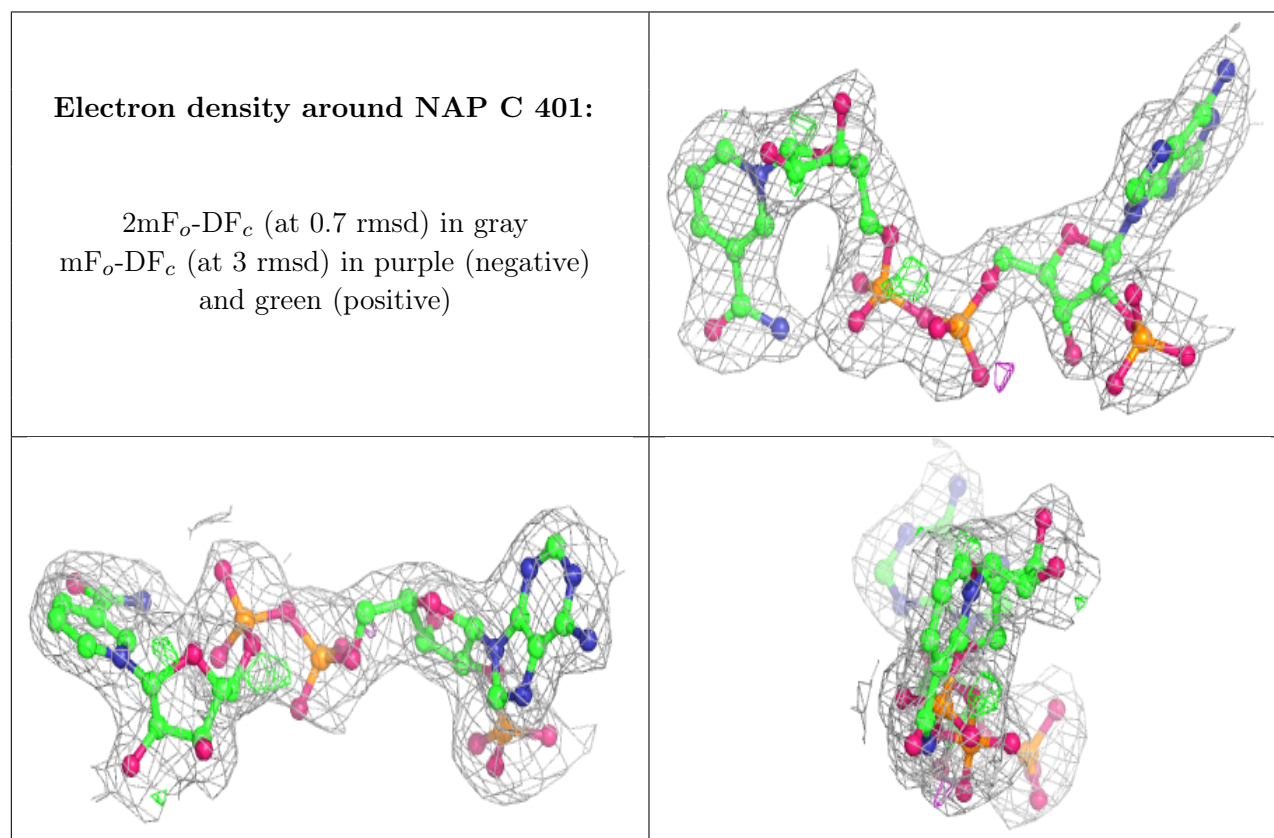 Electron density around NAP C 401:
2mFo-DFc (at 0.7 rmsd) in gray
mFo-DFc (at 3 rmsd) in purple (negative)
and green (positive)